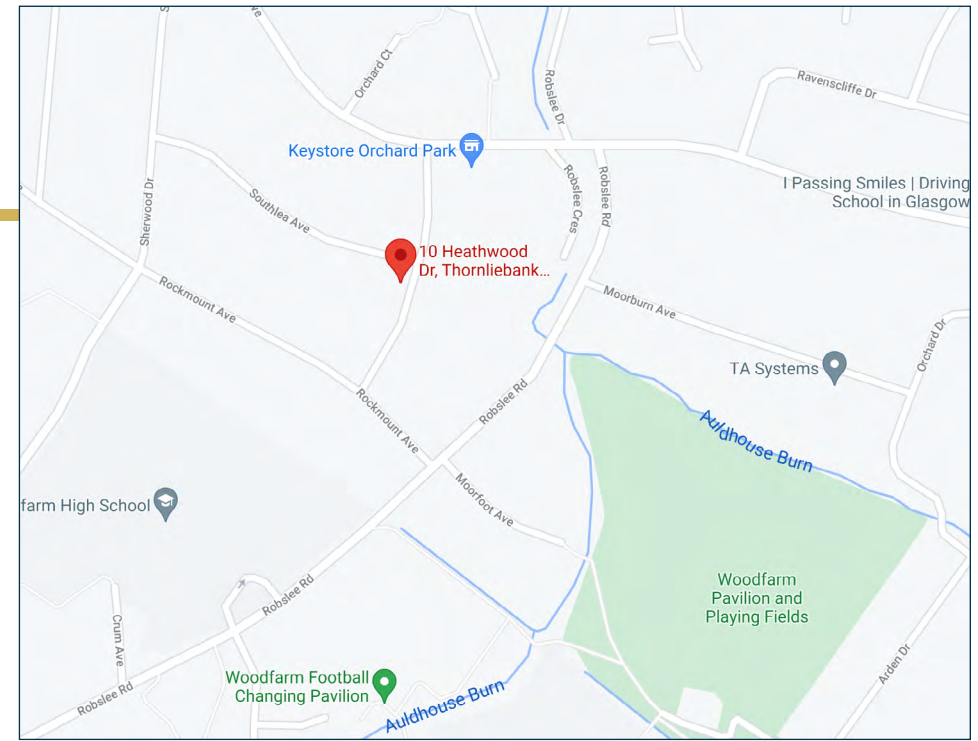 Orchard Ct
Robslee Dr
Ravenscliffe Dr
Keystore Orchard Park
Robslee Cres
Robslee Rd
I Passing Smiles | Driving
School in Glasgow
Sherwood Dr
Southlea Ave
10 Heathwood
Dr, Thornliebank...
Rockmount Ave
Moorburn Ave
Orchard Dr
TA Systems
Robslee Rd
Rockmount Ave
Auldhouse Burn
farm High School
Moorfoot Ave
Woodfarm
Pavilion and
Playing Fields
Robslee Rd
Crum Ave
Arden Dr
Woodfarm Football
Changing Pavilion
Robslee Rd
Auldhouse Burn